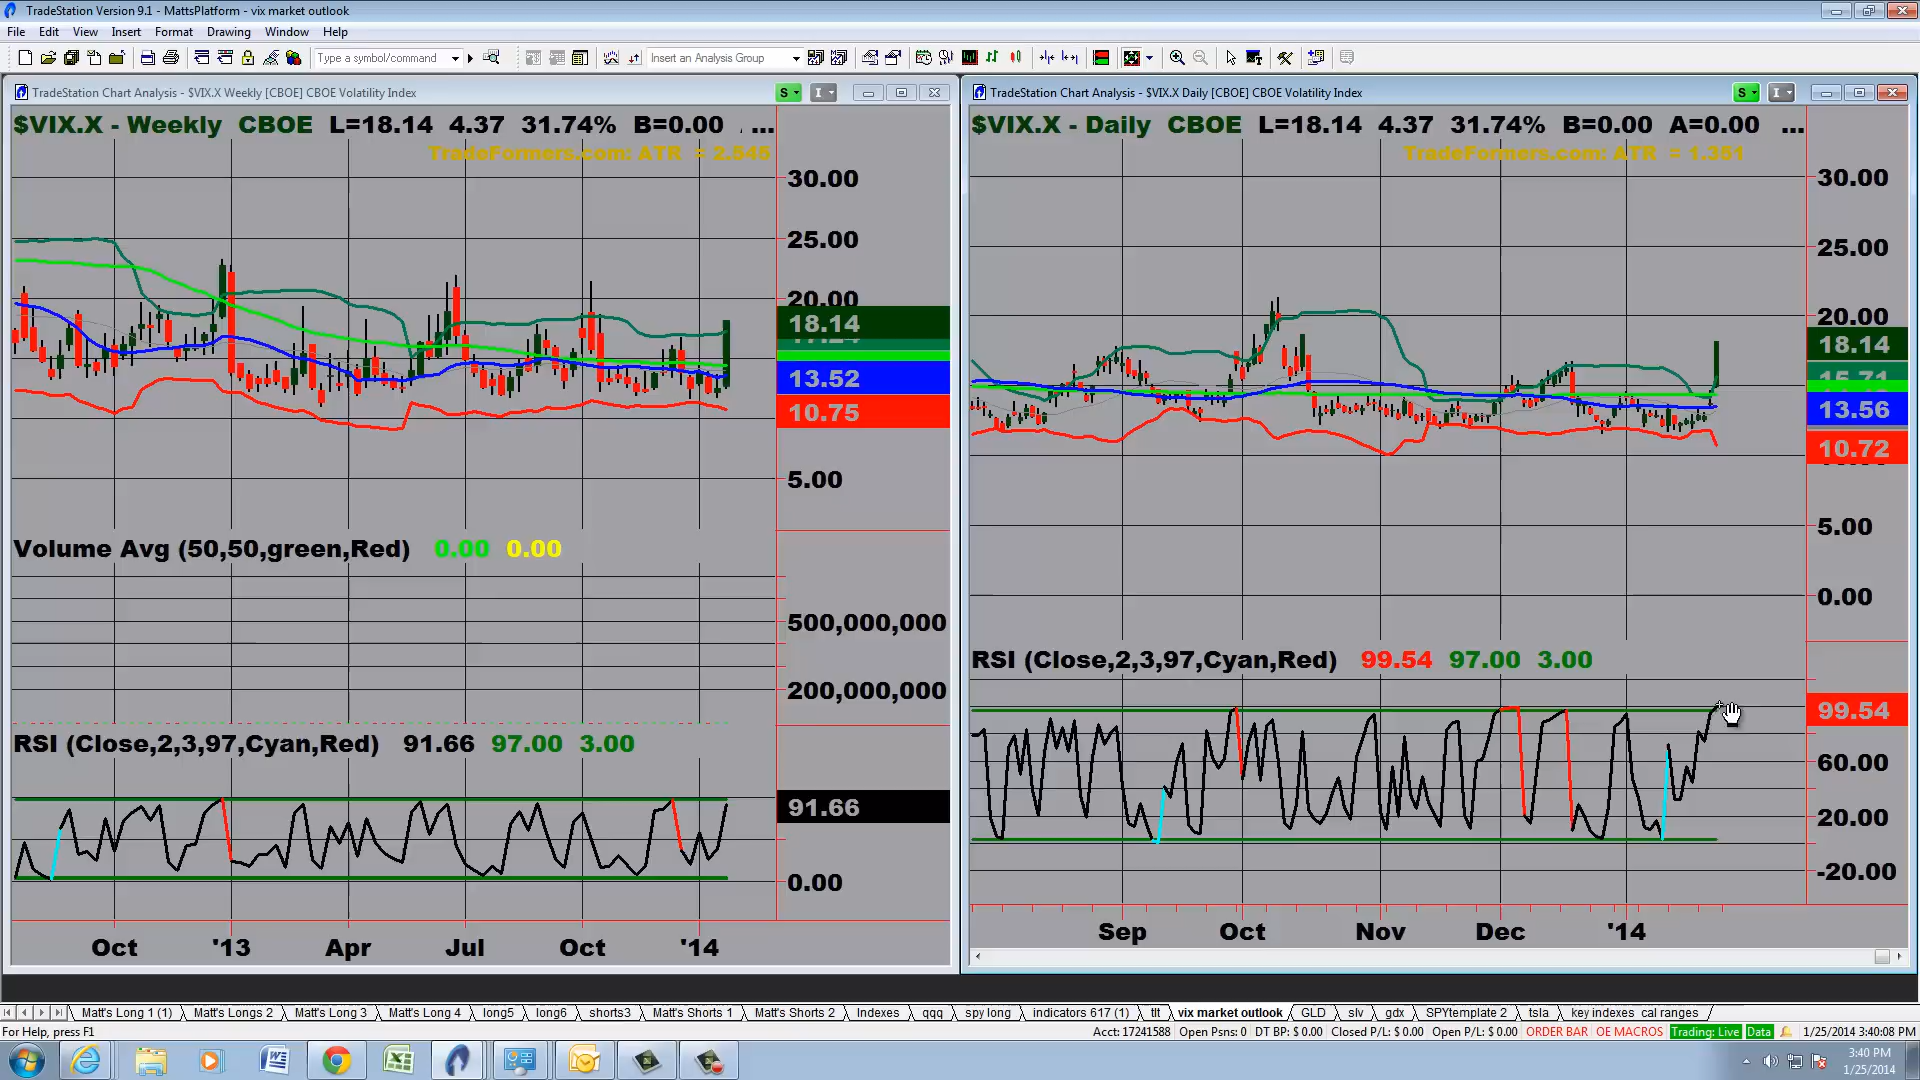 TradeStation Version 9.1 - MattsPlatform - vix market outlook
File Edit View Insert Format Drawing Window Help
Type a symbol/command Insert an Analysis Group
TradeStation Chart Analysis - $VIX.X Weekly [CBOE] CBOE Volatility Index S I
$VIX.X - Weekly CBOE L=18.14 4.37 31.74% B=0.00 ...
TradeFormers.com: ATR = 2.545
30.00
25.00
20.00
18.14
13.52
10.75
5.00
Volume Avg (50,50,green,Red) 0.00 0.00
500,000,000
200,000,000
RSI (Close,2,3,97,Cyan,Red) 91.66 97.00 3.00
91.66
0.00
Oct '13 Apr Jul Oct '14
TradeStation Chart Analysis - $VIX.X Daily [CBOE] CBOE Volatility Index S I
$VIX.X - Daily CBOE L=18.14 4.37 31.74% B=0.00 A=0.00 ...
TradeFormers.com: ATR = 1.351
30.00
25.00
20.00
18.14
15.71
13.56
10.72
5.00
0.00
RSI (Close,2,3,97,Cyan,Red) 99.54 97.00 3.00
99.54
60.00
20.00
-20.00
Sep Oct Nov Dec '14
Matt's Long 1 (1) Matt's Longs 2 Matt's Long 3 Matt's Long 4 long5 long6 shorts3 Matt's Shorts 1 Matt's Shorts 2 Indexes qqq spy long indicators 617 (1) tlt vix market outlook GLD slv gdx SPYtemplate 2 tsla key indexes cal ranges
For Help, press F1 Acct: 17241588 Open Psns: 0 DT BP: $ 0.00 Closed P/L: $ 0.00 Open P/L: $ 0.00 ORDER BAR OE MACROS Trading: Live Data 1/25/2014 3:40:08 PM
3:40 PM
1/25/2014